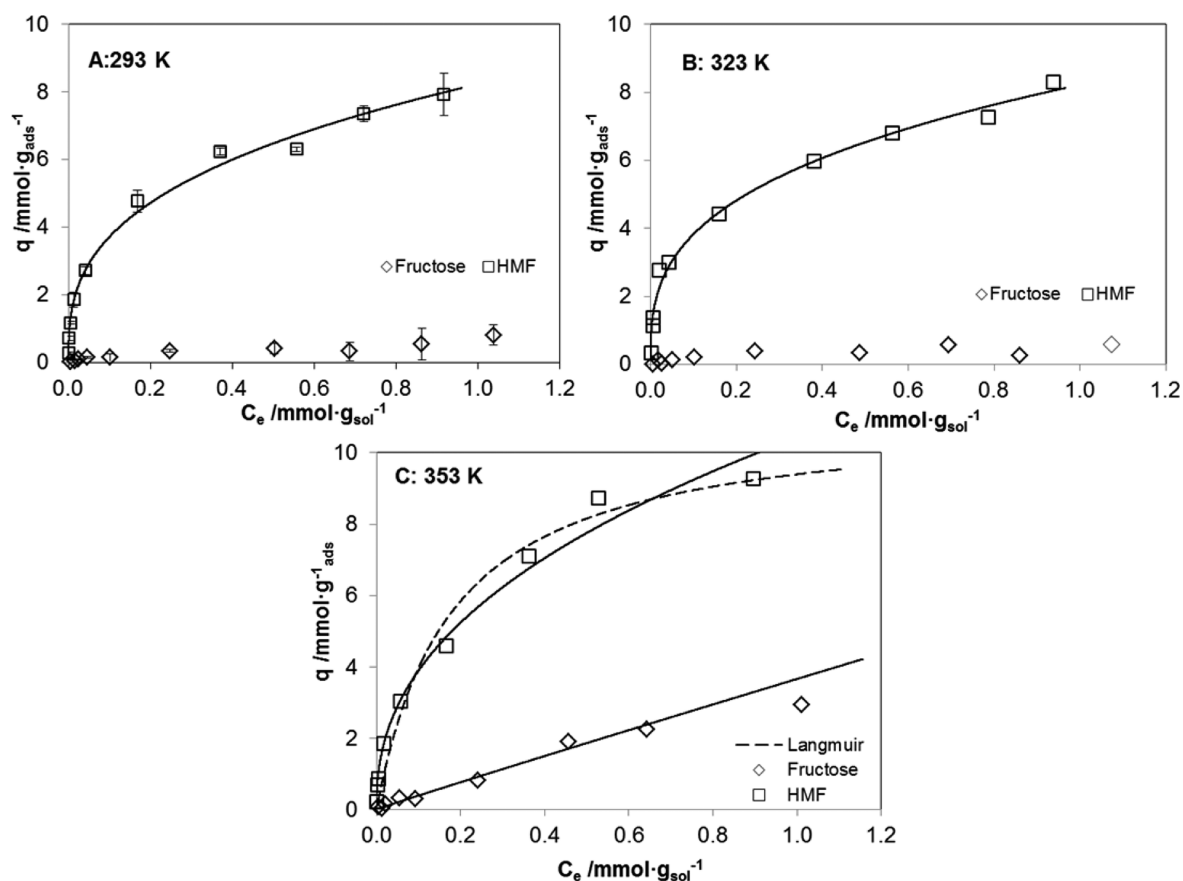 A:293 K
q /mmol·g_ads^-1
10
8
6
4
2
0
◇Fructose □HMF
0.0 0.2 0.4 0.6 0.8 1.0 1.2
C_e /mmol·g_sol^-1
B: 323 K
q /mmol·g_ads^-1
10
8
6
4
2
0
◇Fructose □HMF
0.0 0.2 0.4 0.6 0.8 1.0 1.2
C_e /mmol·g_sol^-1
C: 353 K
q /mmol·g^-1_ads
10
8
6
4
2
0
Langmuir
◇ Fructose
□ HMF
0.0 0.2 0.4 0.6 0.8 1.0 1.2
C_e /mmol·g_sol^-1